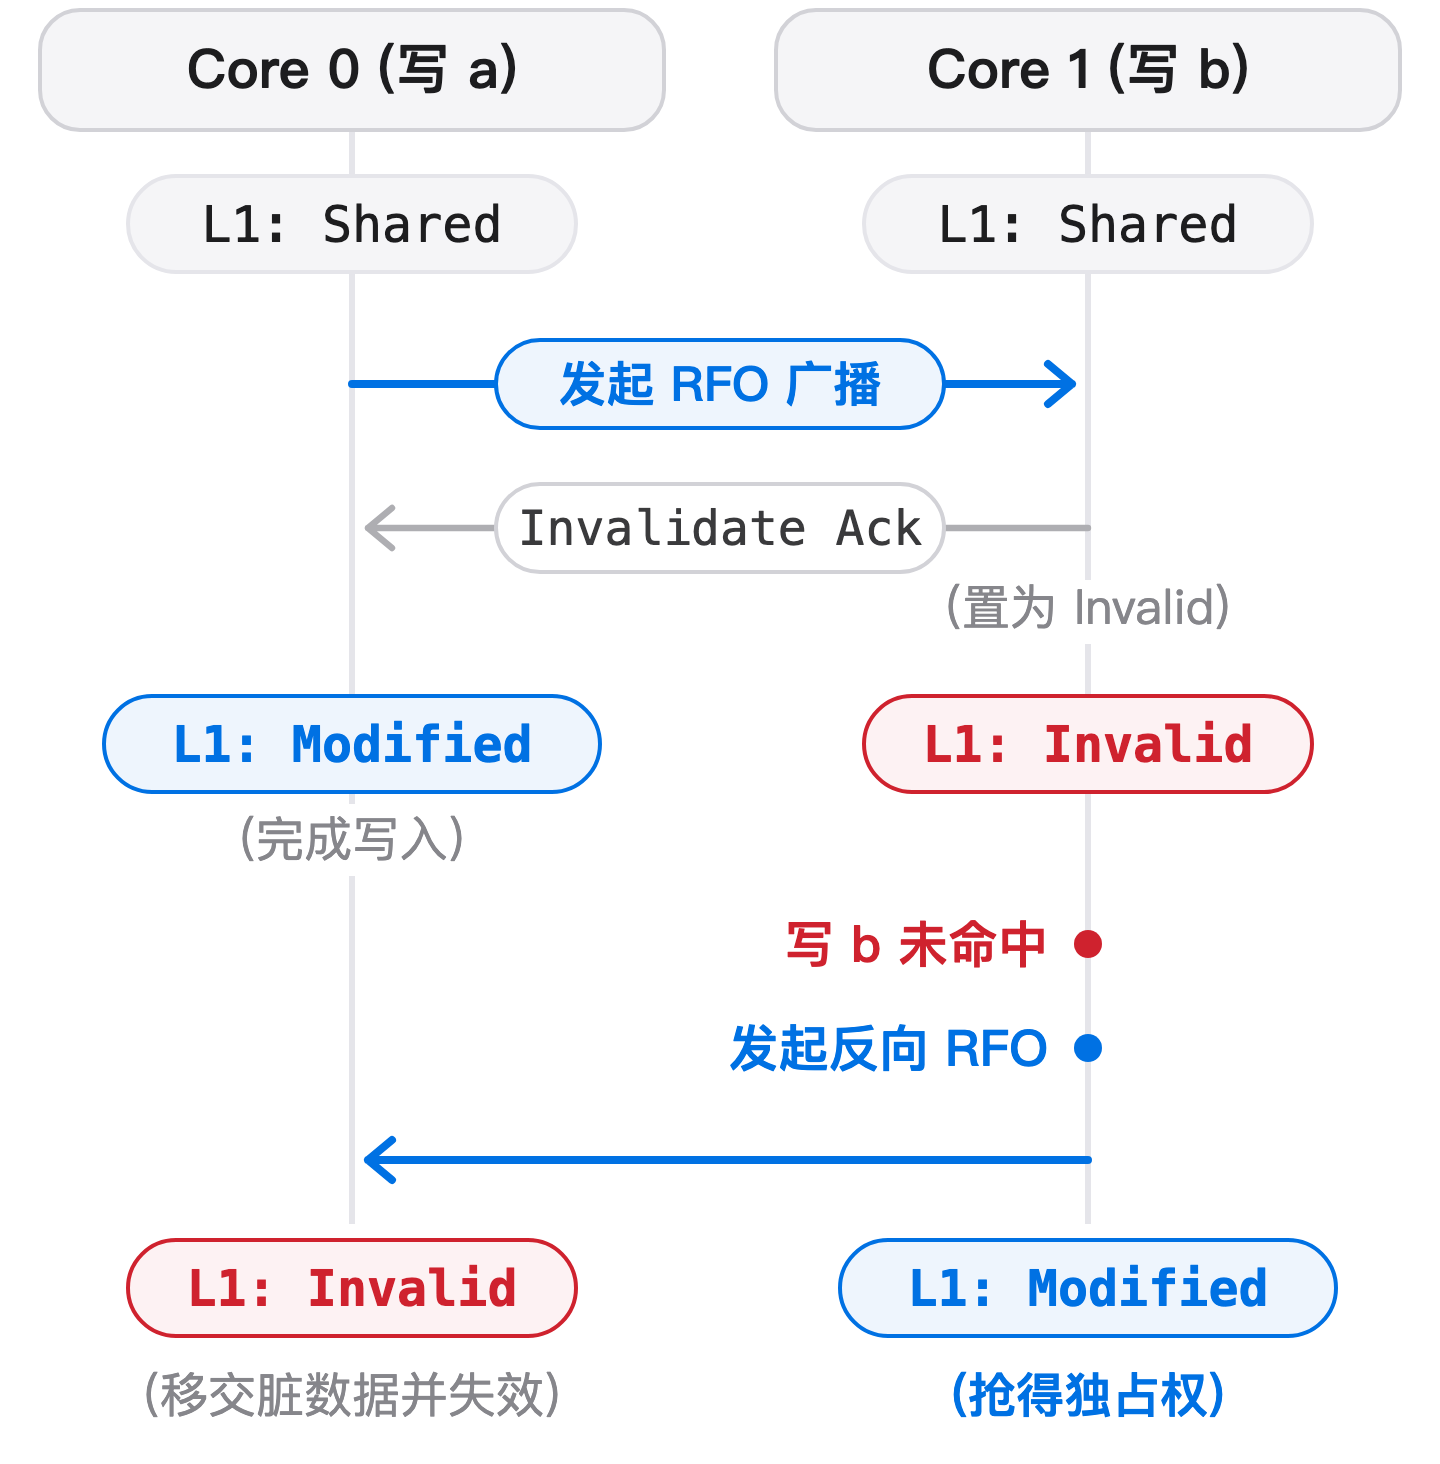 Core 0 (写 a)
Core 1 (写 b)
L1: Shared
L1: Shared
发起 RFO 广播
Invalidate Ack
(置为 Invalid)
L1: Modified
L1: Invalid
(完成写入)
写 b 未命中
发起反向 RFO
L1: Invalid
L1: Modified
(移交脏数据并失效)
(抢得独占权)